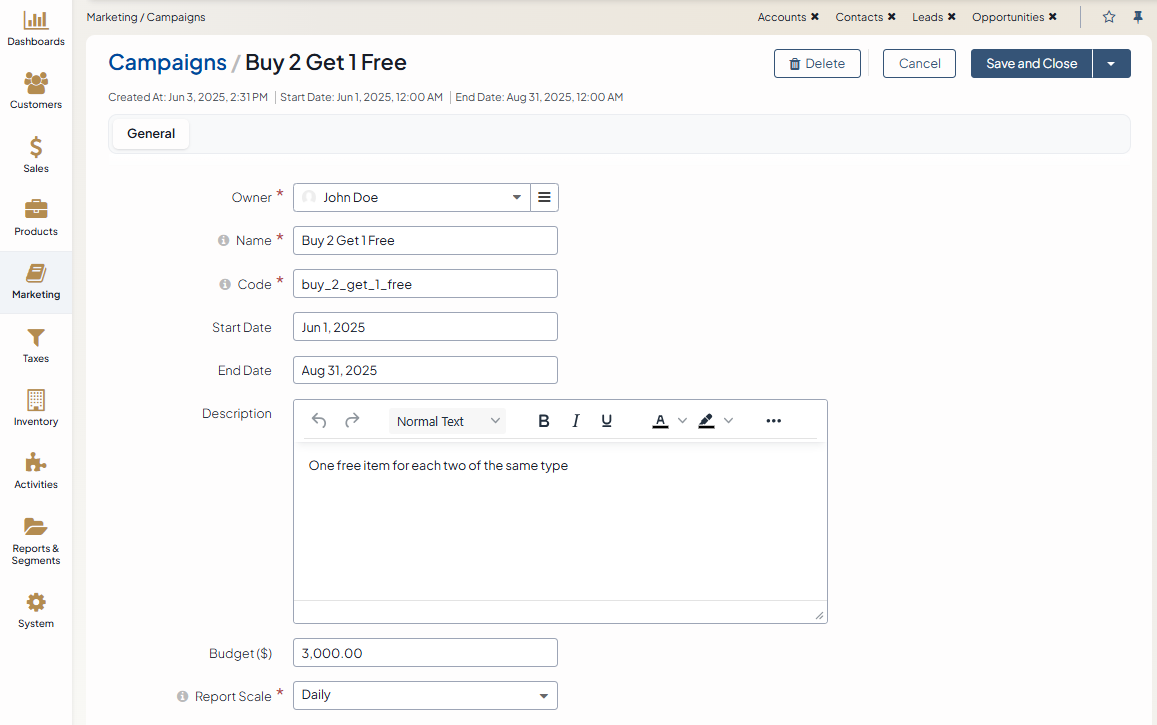 Dashboards
Customers
Sales
Products
Marketing
Taxes
Inventory
Activities
Reports &
Segments
System
Marketing / Campaigns
Accounts ✖ Contacts ✖ Leads ✖ Opportunities ✖
Campaigns / Buy 2 Get 1 Free
Delete Cancel Save and Close
Created At: Jun 3, 2025, 2:31 PM | Start Date: Jun 1, 2025, 12:00 AM | End Date: Aug 31, 2025, 12:00 AM
General
Owner * John Doe
Name * Buy 2 Get 1 Free
Code * buy_2_get_1_free
Start Date Jun 1, 2025
End Date Aug 31, 2025
Description
Normal Text B I U A
One free item for each two of the same type
Budget ($) 3,000.00
Report Scale * Daily